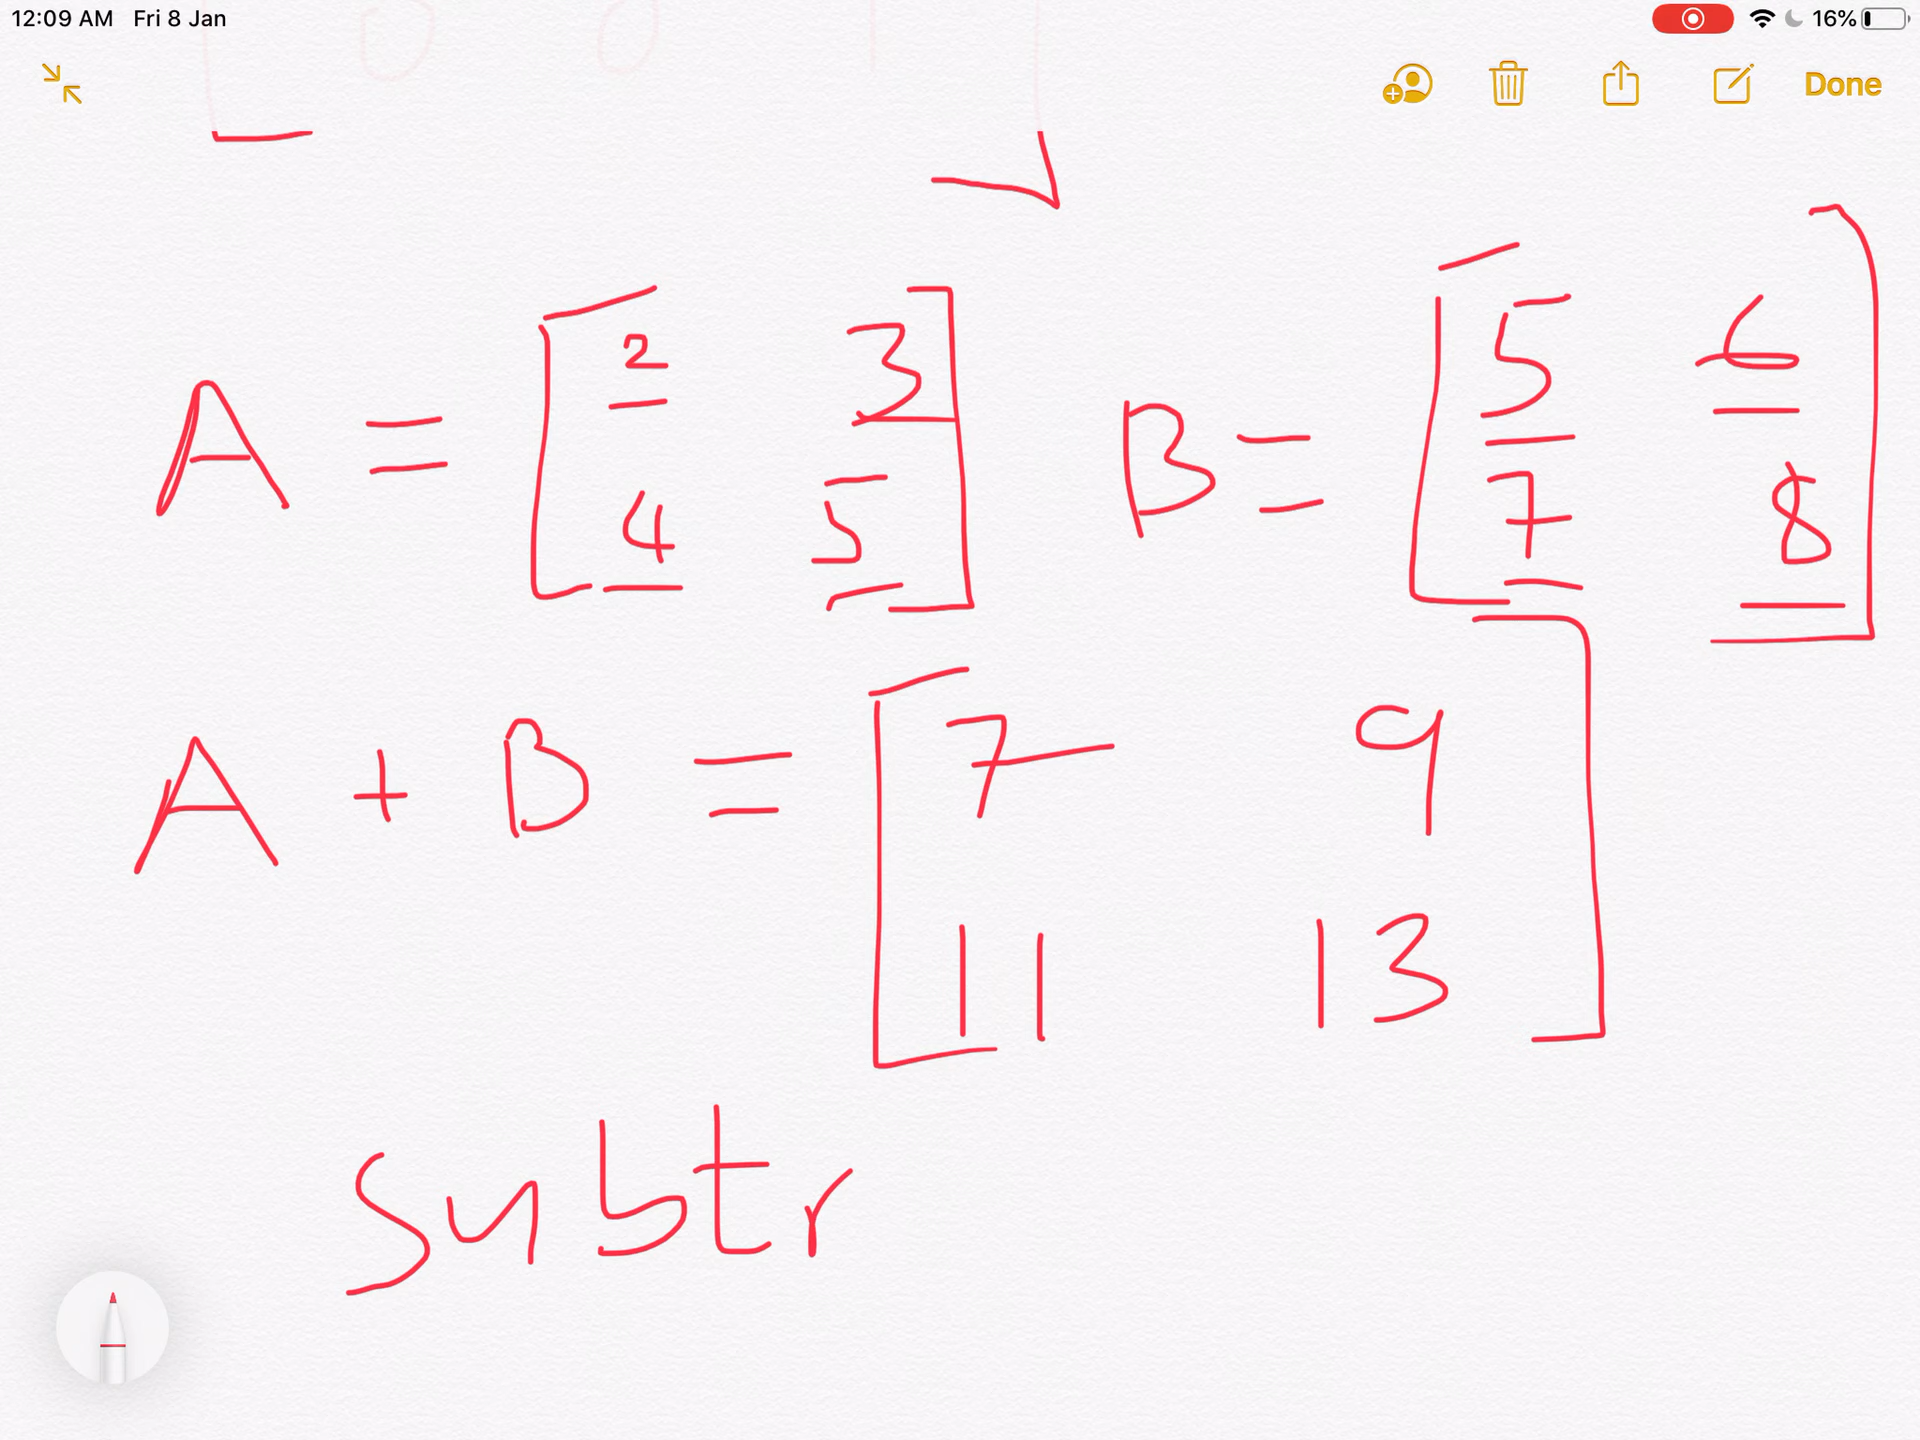 12:09 AM Fri 8 Jan 16%
Done
A = [ 2 3 B = [ 5 6
4 5 ] 7 8 ]
A + B = [ 7 9
11 13 ]
Subtr